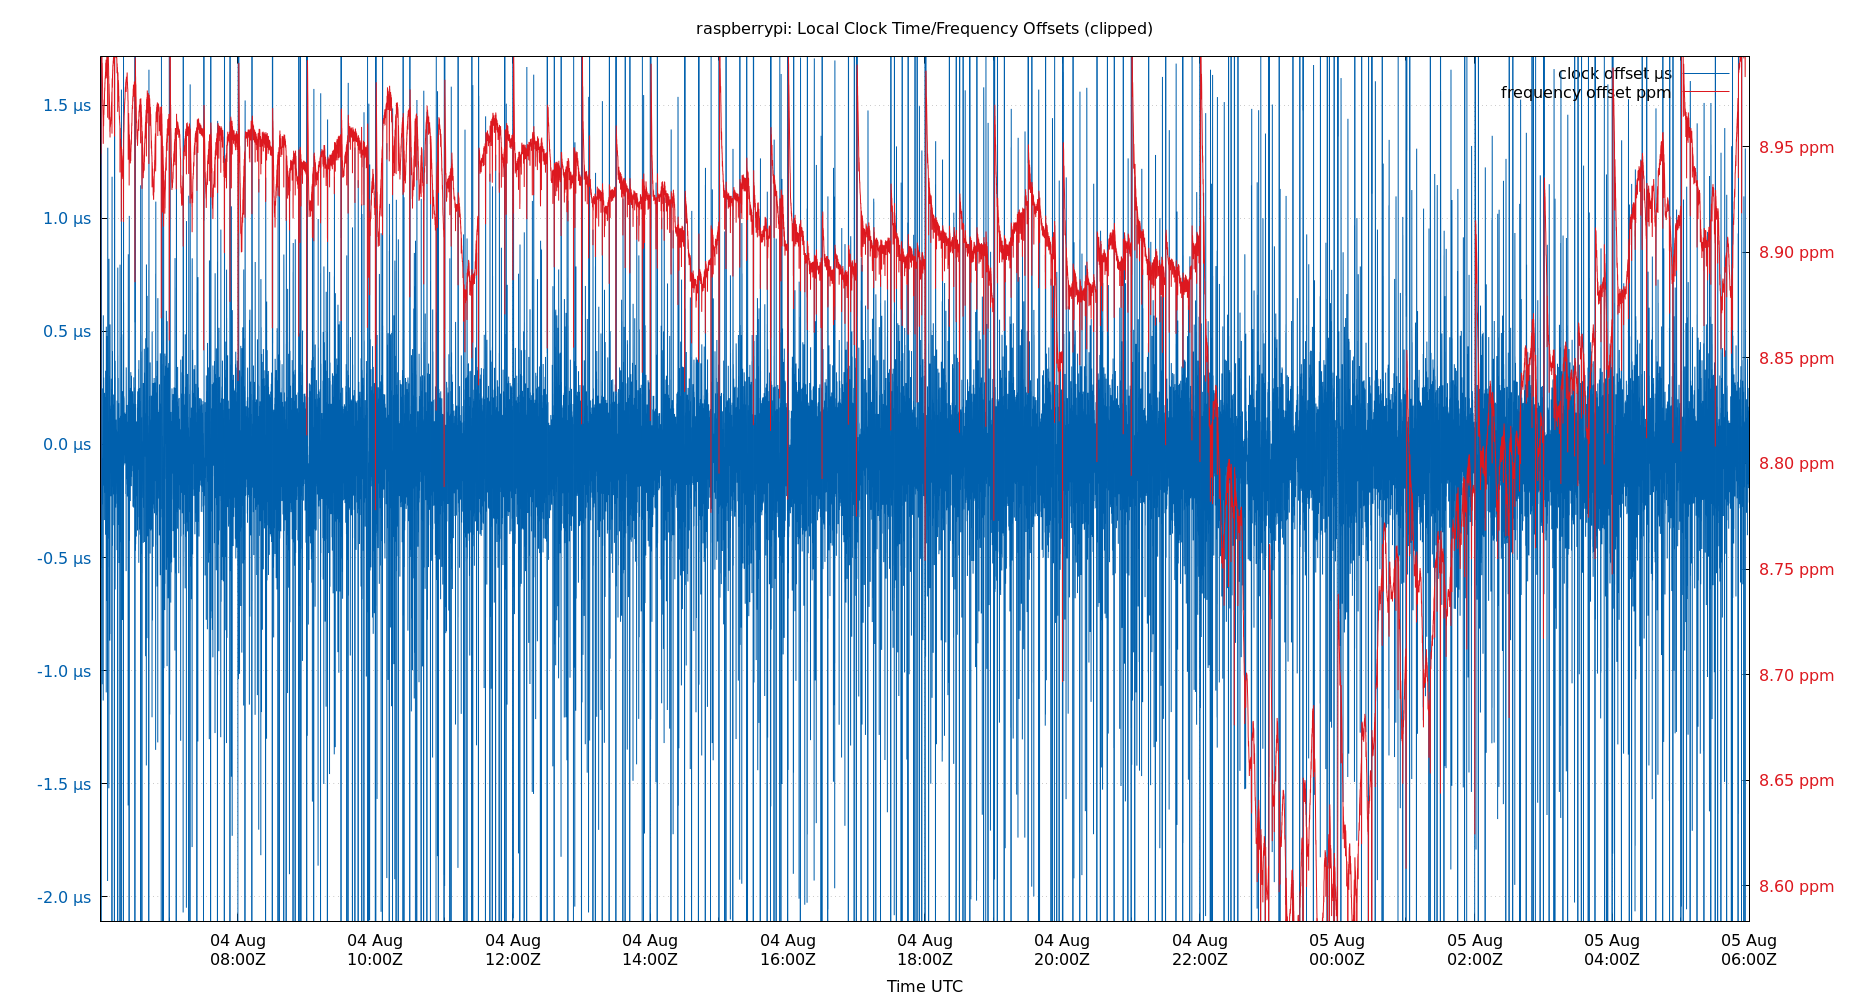 raspberrypi: Local Clock Time/Frequency Offsets (clipped)
clock offset µs
frequency offset ppm
1.5 µs
1.0 µs
0.5 µs
0.0 µs
-0.5 µs
-1.0 µs
-1.5 µs
-2.0 µs
8.95 ppm
8.90 ppm
8.85 ppm
8.80 ppm
8.75 ppm
8.70 ppm
8.65 ppm
8.60 ppm
04 Aug 04 Aug 04 Aug 04 Aug 04 Aug 04 Aug 04 Aug 04 Aug 05 Aug 05 Aug 05 Aug 05 Aug
08:00Z 10:00Z 12:00Z 14:00Z 16:00Z 18:00Z 20:00Z 22:00Z 00:00Z 02:00Z 04:00Z 06:00Z
Time UTC